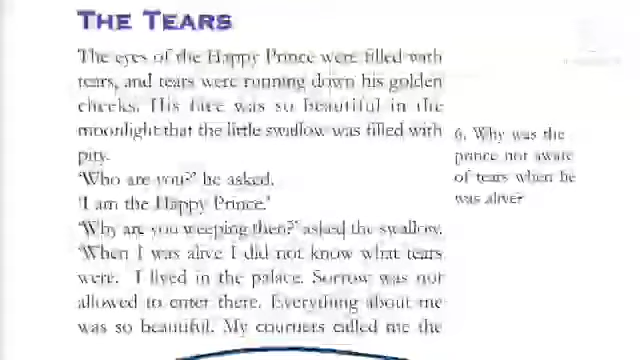 THE TEARS
The eyes of the Happy Prince were filled with
tears, and tears were running down his golden
cheeks. His face was so beautiful in the
moonlight that the little swallow was filled with
pity.
'Who are you?' he asked.
'I am the Happy Prince.'
'Why are you weeping then?' asked the swallow.
'When I was alive I did not know what tears
were. I lived in the palace. Sorrow was not
allowed to enter there. Everything about me
was so beautiful. My courtiers called me the
6. Why was the
prince not aware
of tears when he
was alive?